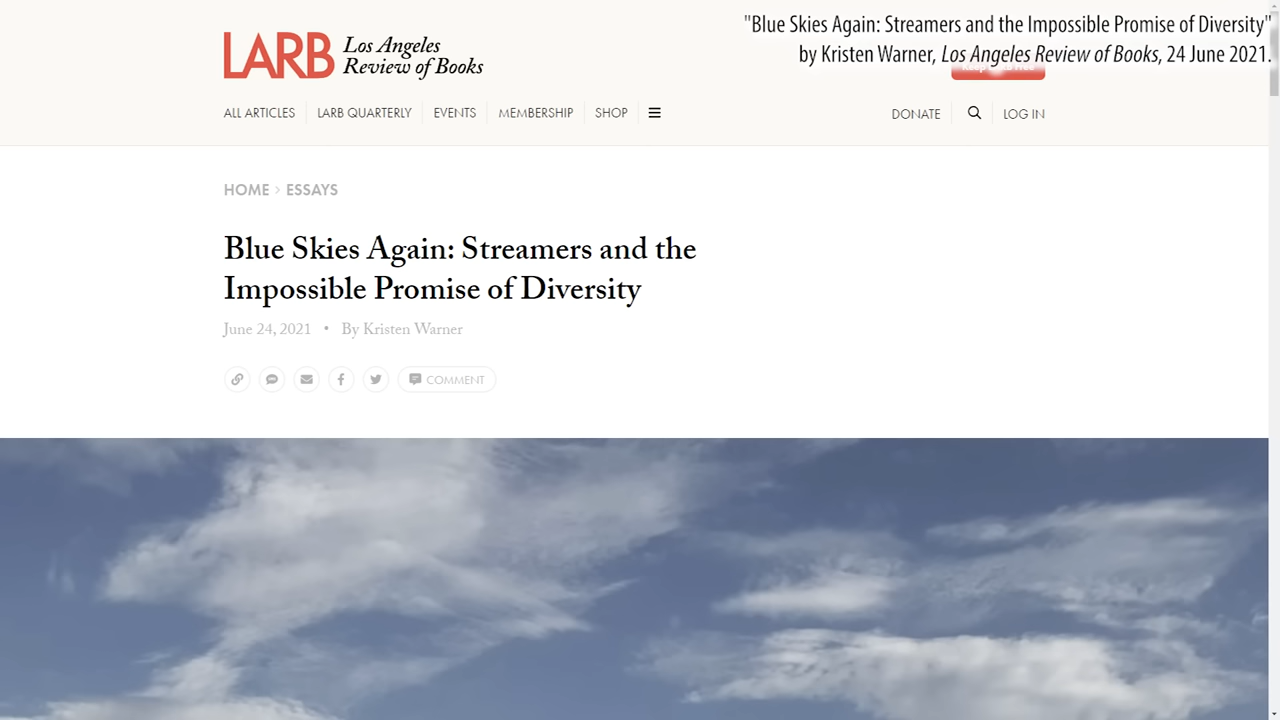 "Blue Skies Again: Streamers and the Impossible Promise of Diversity"
by Kristen Warner, Los Angeles Review of Books, 24 June 2021.
LARB Los Angeles
Review of Books
ALL ARTICLES LARB QUARTERLY EVENTS MEMBERSHIP SHOP DONATE LOG IN
HOME > ESSAYS
Blue Skies Again: Streamers and the
Impossible Promise of Diversity
June 24, 2021 • By Kristen Warner
COMMENT